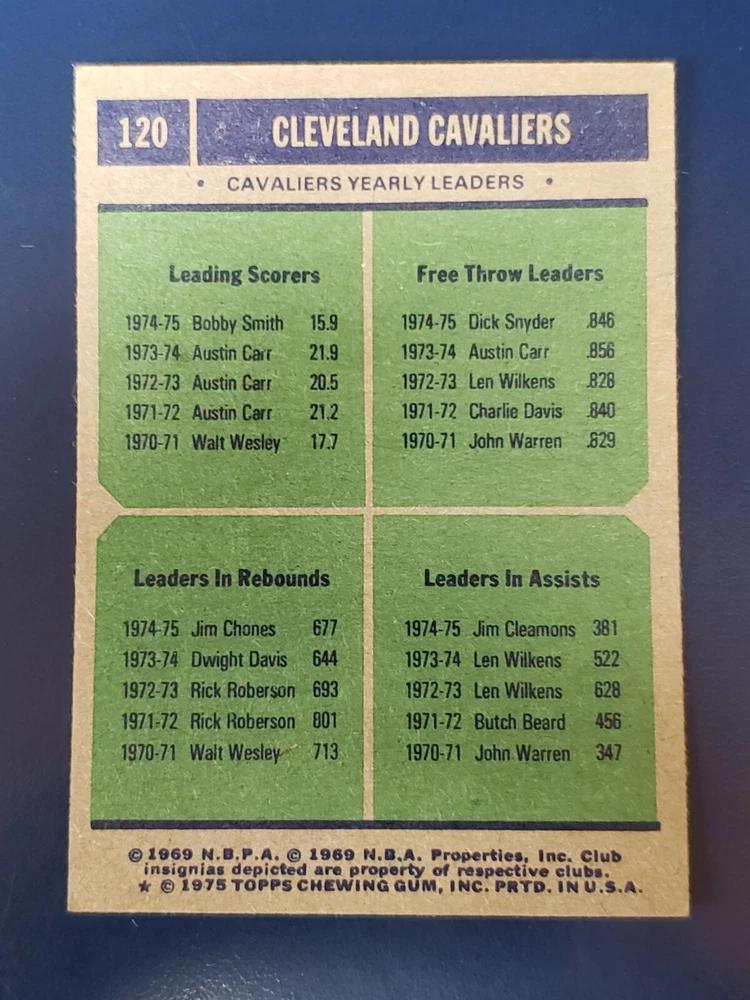 120 CLEVELAND CAVALIERS
• CAVALIERS YEARLY LEADERS •
Leading Scorers
1974-75 Bobby Smith 15.9
1973-74 Austin Carr 21.9
1972-73 Austin Carr 20.5
1971-72 Austin Carr 21.2
1970-71 Walt Wesley 17.7
Free Throw Leaders
1974-75 Dick Snyder .846
1973-74 Austin Carr .856
1972-73 Len Wilkens .828
1971-72 Charlie Davis .840
1970-71 John Warren .829
Leaders In Rebounds
1974-75 Jim Chones 677
1973-74 Dwight Davis 644
1972-73 Rick Roberson 693
1971-72 Rick Roberson 801
1970-71 Walt Wesley 713
Leaders In Assists
1974-75 Jim Cleamons 381
1973-74 Len Wilkens 522
1972-73 Len Wilkens 628
1971-72 Butch Beard 456
1970-71 John Warren 347
© 1969 N.B.P.A. © 1969 N.B.A. Properties, Inc. Club
insignias depicted are property of respective clubs.
★ © 1975 TOPPS CHEWING GUM, INC. PRTD. IN U.S.A.